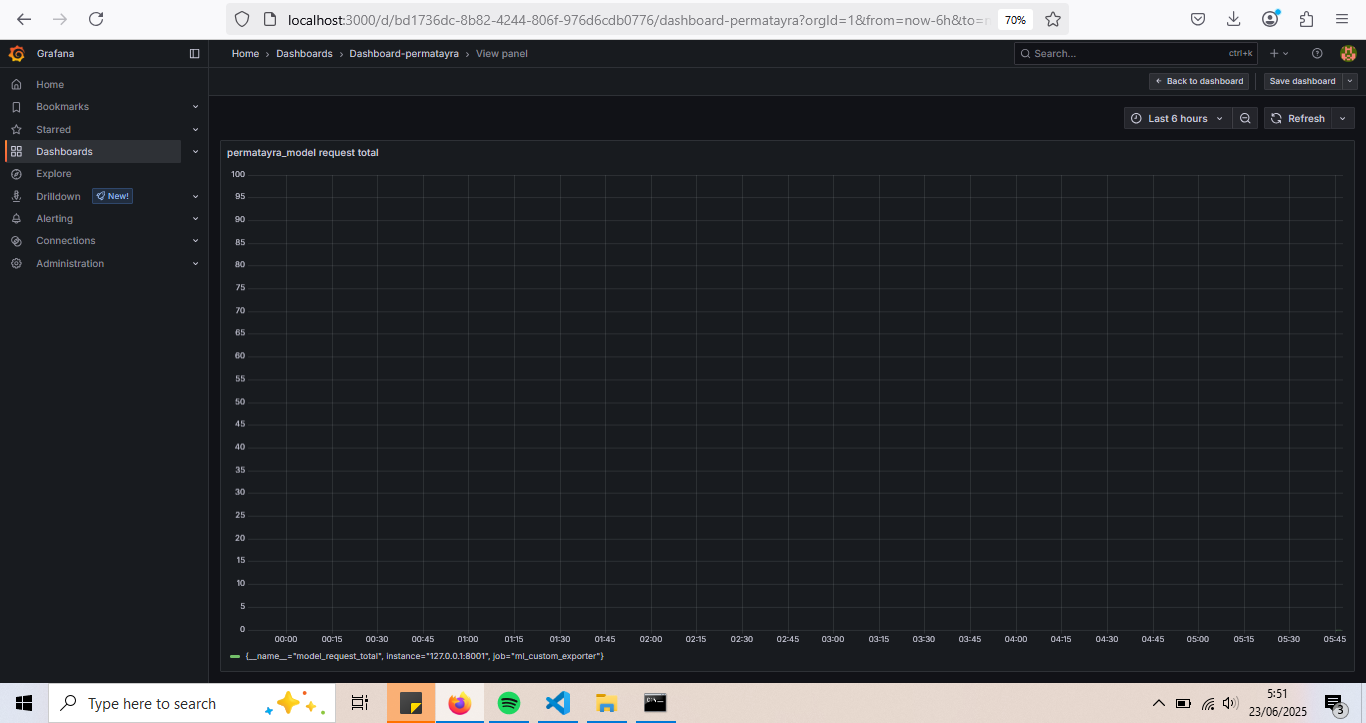 localhost:3000/d/bd1736dc-8b82-4244-806f-976d6cdb0776/dashboard-permatayra?orgId=1&from=now-6h&to=n
70%
Grafana
Home › Dashboards › Dashboard-permatayra › View panel
Search... ctrl+k
Home
Bookmarks
Starred
Dashboards
Explore
Drilldown New!
Alerting
Connections
Administration
Back to dashboard
Save dashboard
Last 6 hours
Refresh
permatayra_model request total
100
95
90
85
80
75
70
65
60
55
50
45
40
35
30
25
20
15
10
5
0
00:00 00:15 00:30 00:45 01:00 01:15 01:30 01:45 02:00 02:15 02:30 02:45 03:00 03:15 03:30 03:45 04:00 04:15 04:30 04:45 05:00 05:15 05:30 05:45
{__name__="model_request_total", instance="127.0.0.1:8001", job="ml_custom_exporter"}
Type here to search
5:51
23/06/2025
3